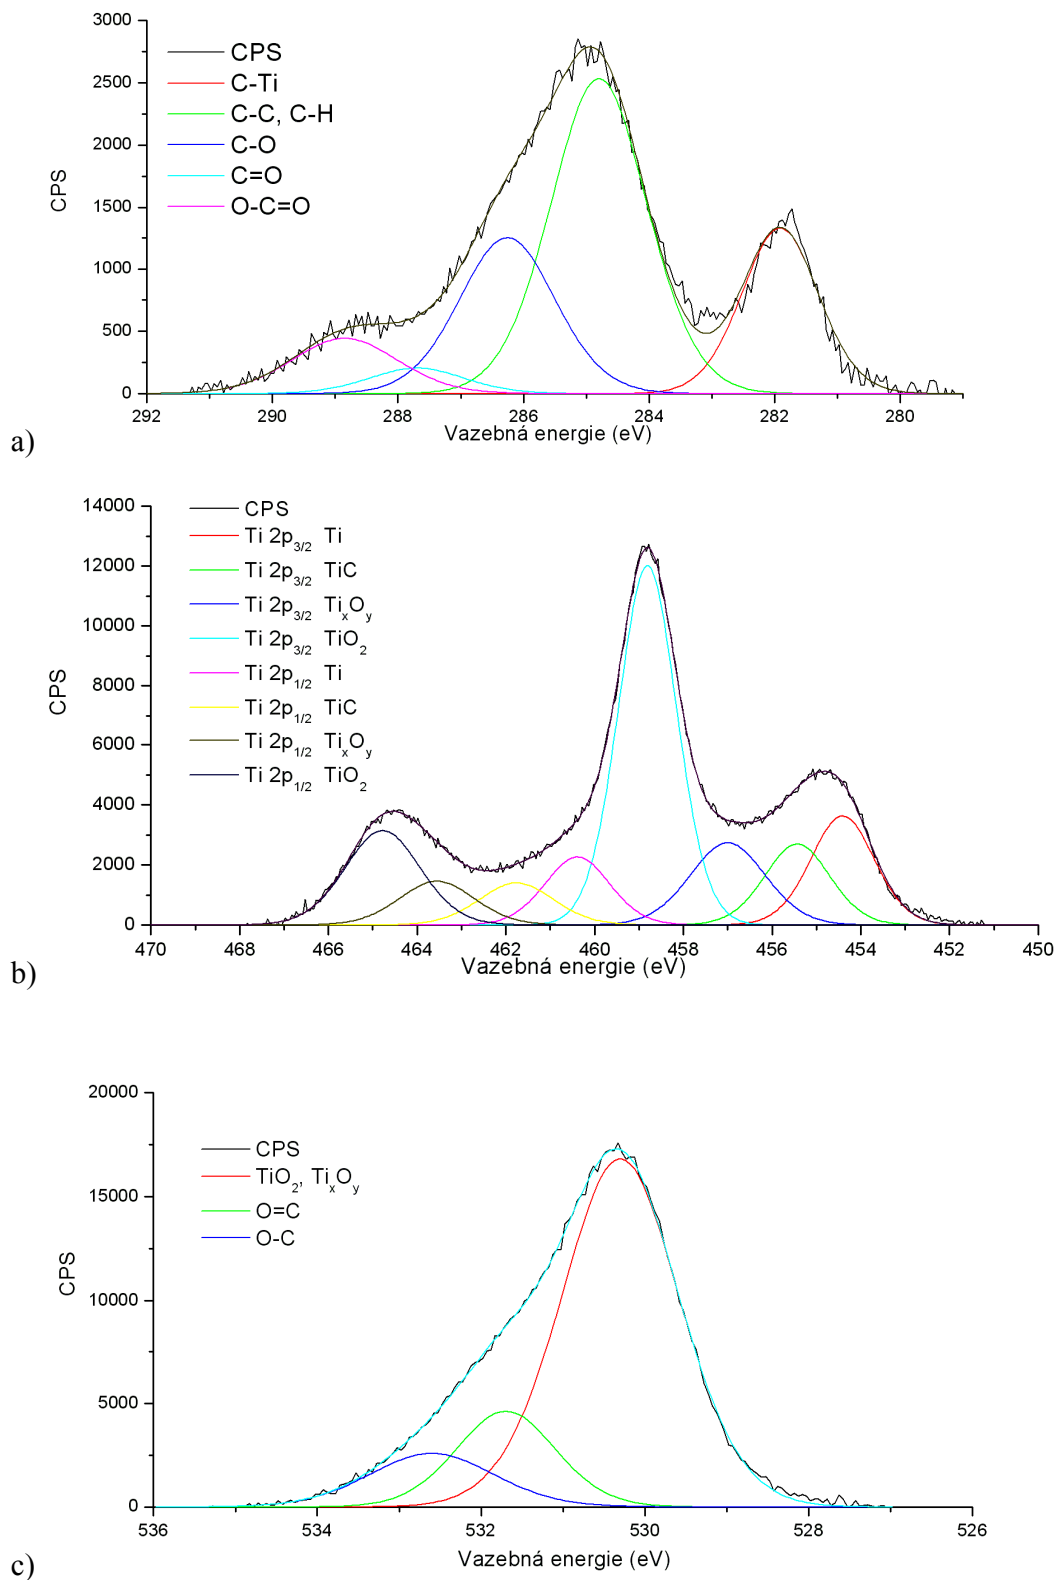 3000
2500
2000
1500
1000
500
0
CPS
CPS
C-Ti
C-C, C-H
C-O
C=O
O-C=O
292 290 288 286 284 282 280
Vazebná energie (eV)
a)
14000
12000
10000
8000
6000
4000
2000
0
CPS
CPS
Ti 2p3/2 Ti
Ti 2p3/2 TiC
Ti 2p3/2 TixOy
Ti 2p3/2 TiO2
Ti 2p1/2 Ti
Ti 2p1/2 TiC
Ti 2p1/2 TixOy
Ti 2p1/2 TiO2
470 468 466 464 462 460 458 456 454 452 450
Vazebná energie (eV)
b)
20000
15000
10000
5000
0
CPS
CPS
TiO2, TixOy
O=C
O-C
536 534 532 530 528 526
Vazebná energie (eV)
c)